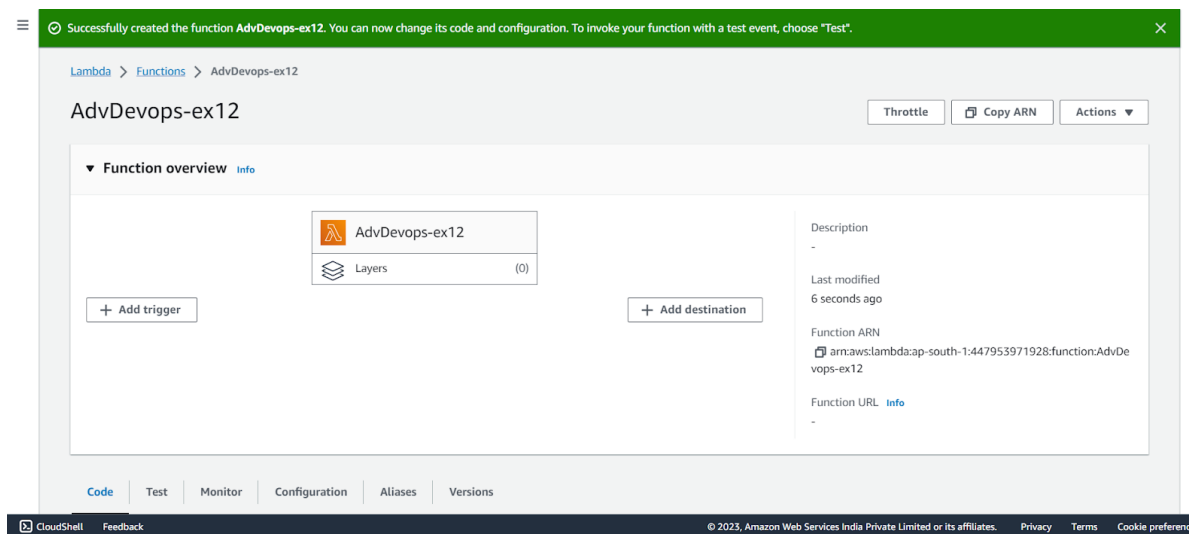 Successfully created the function AdvDevops-ex12. You can now change its code and configuration. To invoke your function with a test event, choose "Test".
Lambda > Functions > AdvDevops-ex12
AdvDevops-ex12
Throttle
Copy ARN
Actions
Function overview Info
AdvDevops-ex12
Layers (0)
+ Add trigger
+ Add destination
Description
-
Last modified
6 seconds ago
Function ARN
arn:aws:lambda:ap-south-1:447953971928:function:AdvDe
vops-ex12
Function URL Info
-
Code Test Monitor Configuration Aliases Versions
CloudShell Feedback © 2023, Amazon Web Services India Private Limited or its affiliates. Privacy Terms Cookie preferenc